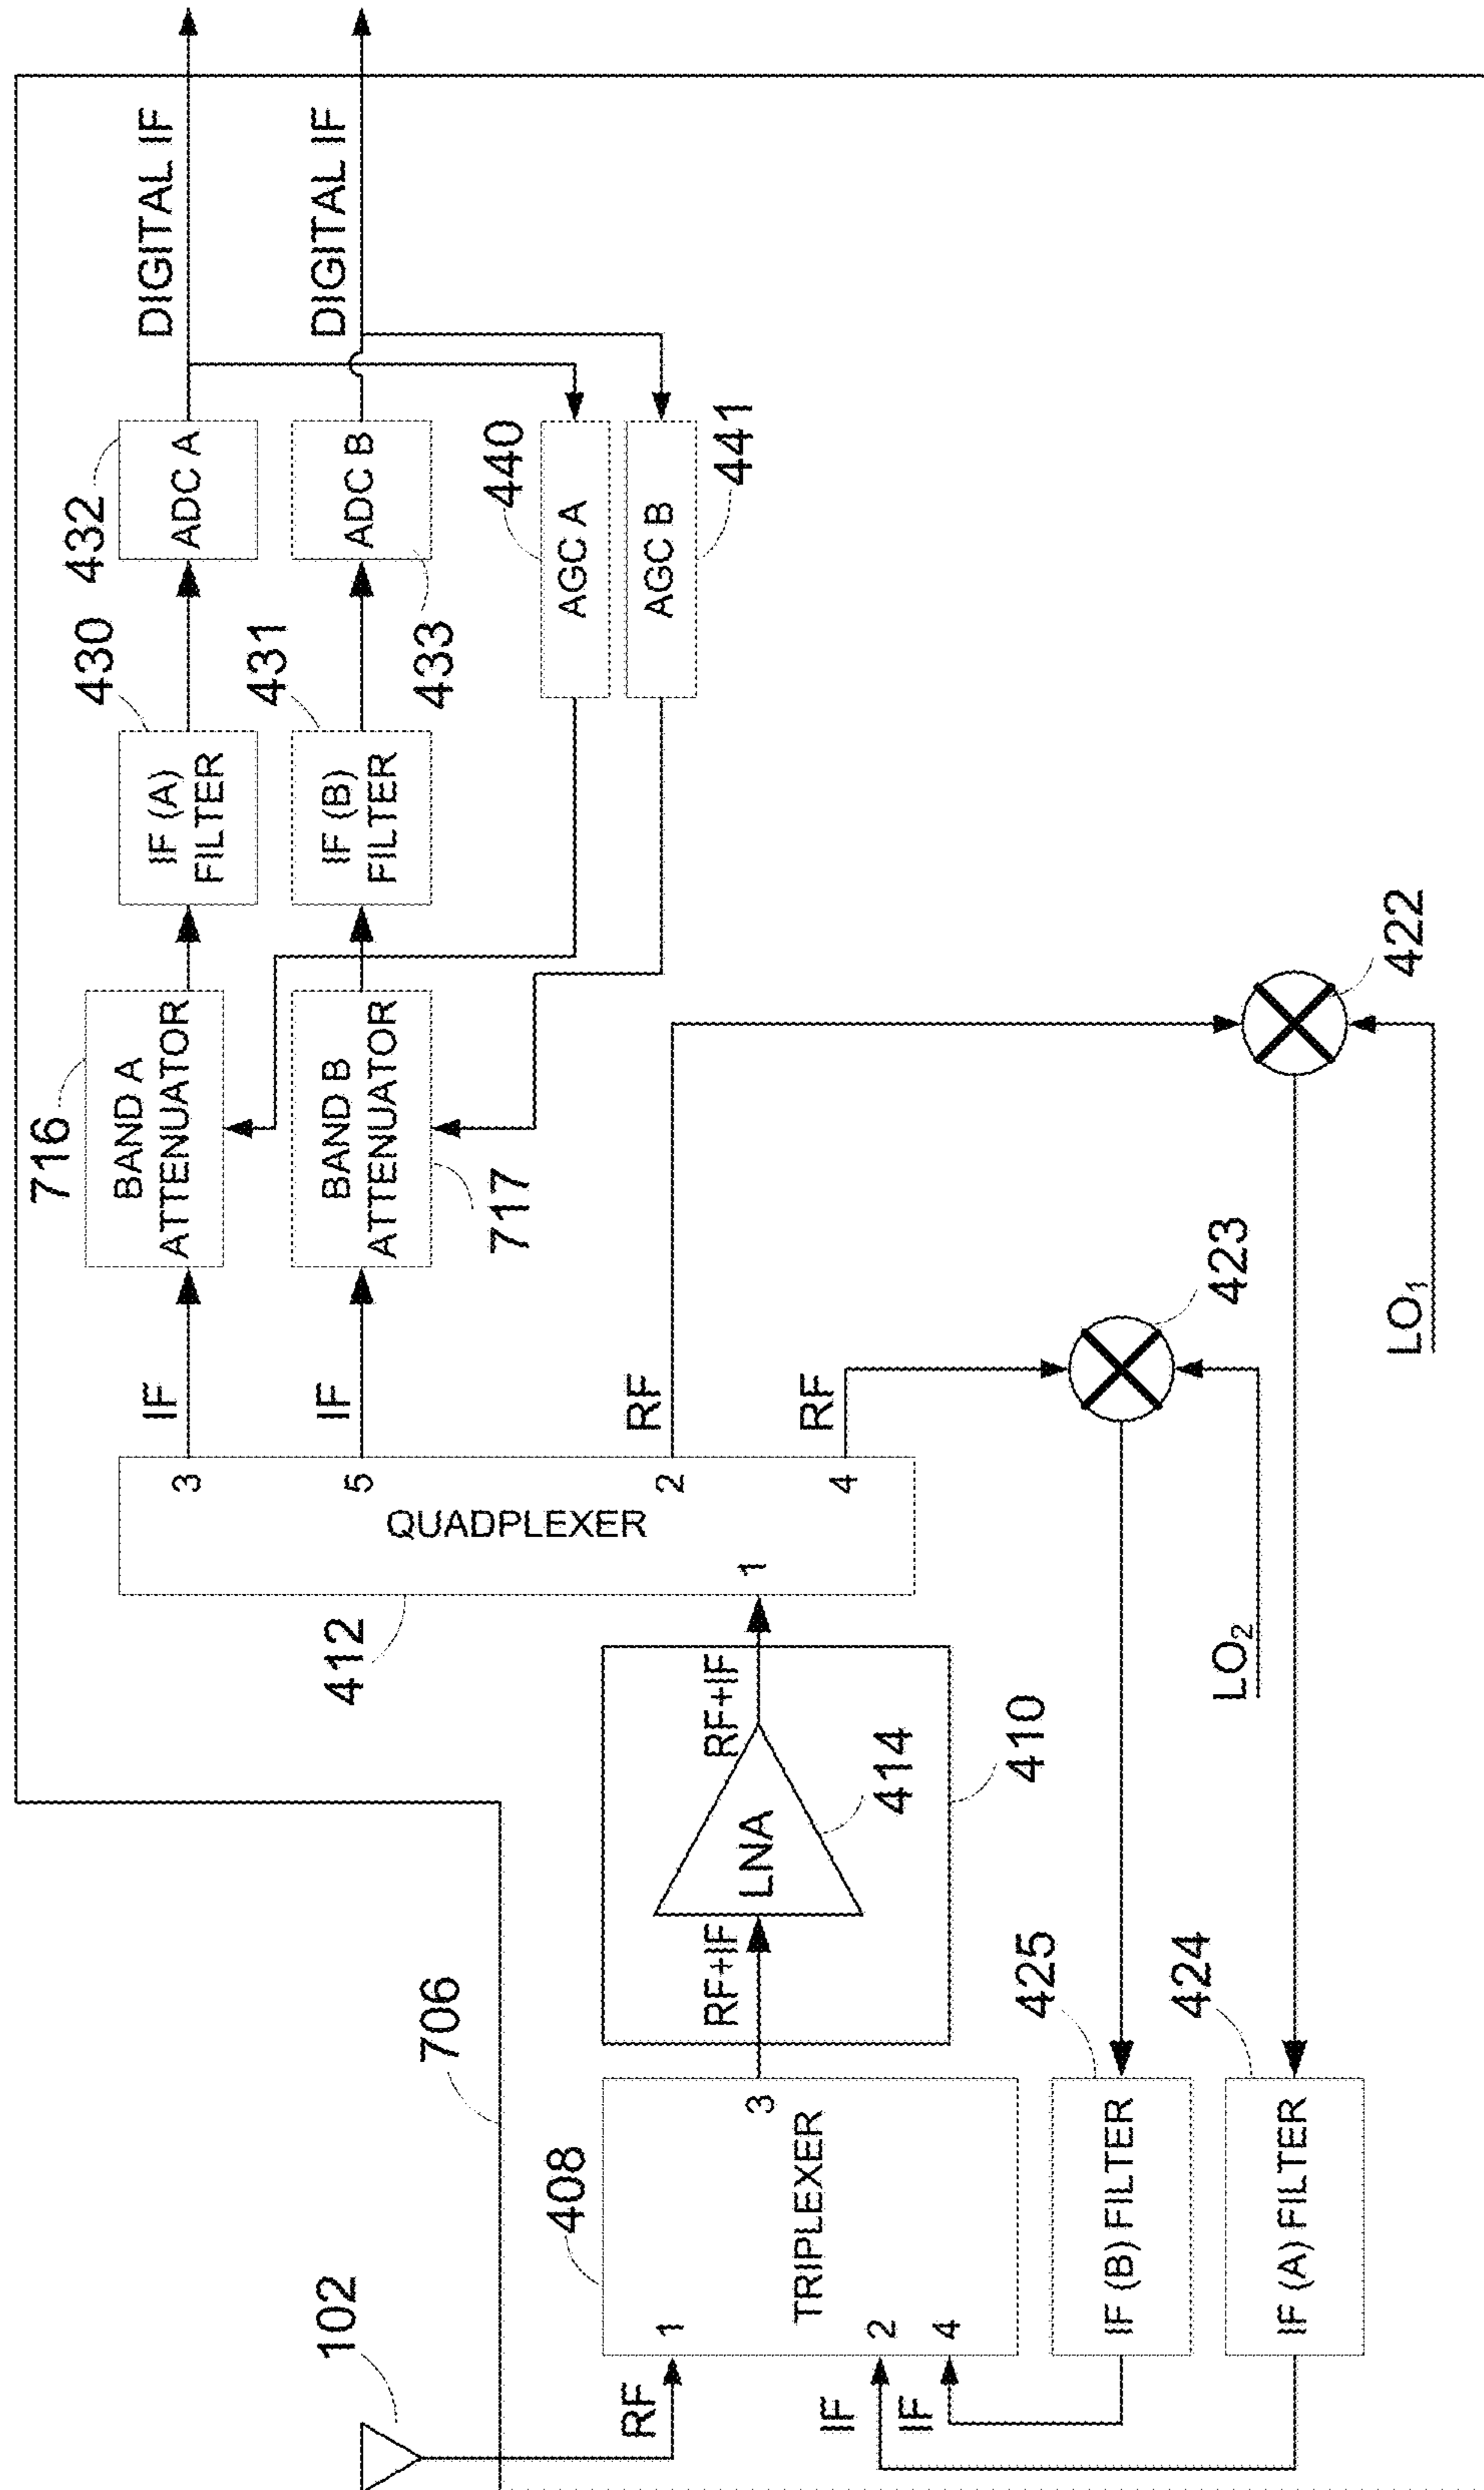 102
RF
1
IF
2
IF
4
408
TRIPLEXER
3
IF (B) FILTER
425
IF (A) FILTER
424
706
RF+IF
LNA
RF+IF
414
410
412
1
QUADPLEXER
3
5
2
4
IF
IF
RF
RF
716
BAND A
ATTENUATOR
BAND B
ATTENUATOR
717
430
IF (A)
FILTER
431
IF (B)
FILTER
432
ADC A
ADC B
433
440
AGC A
AGC B
441
DIGITAL IF
DIGITAL IF
423
422
LO2
LO1